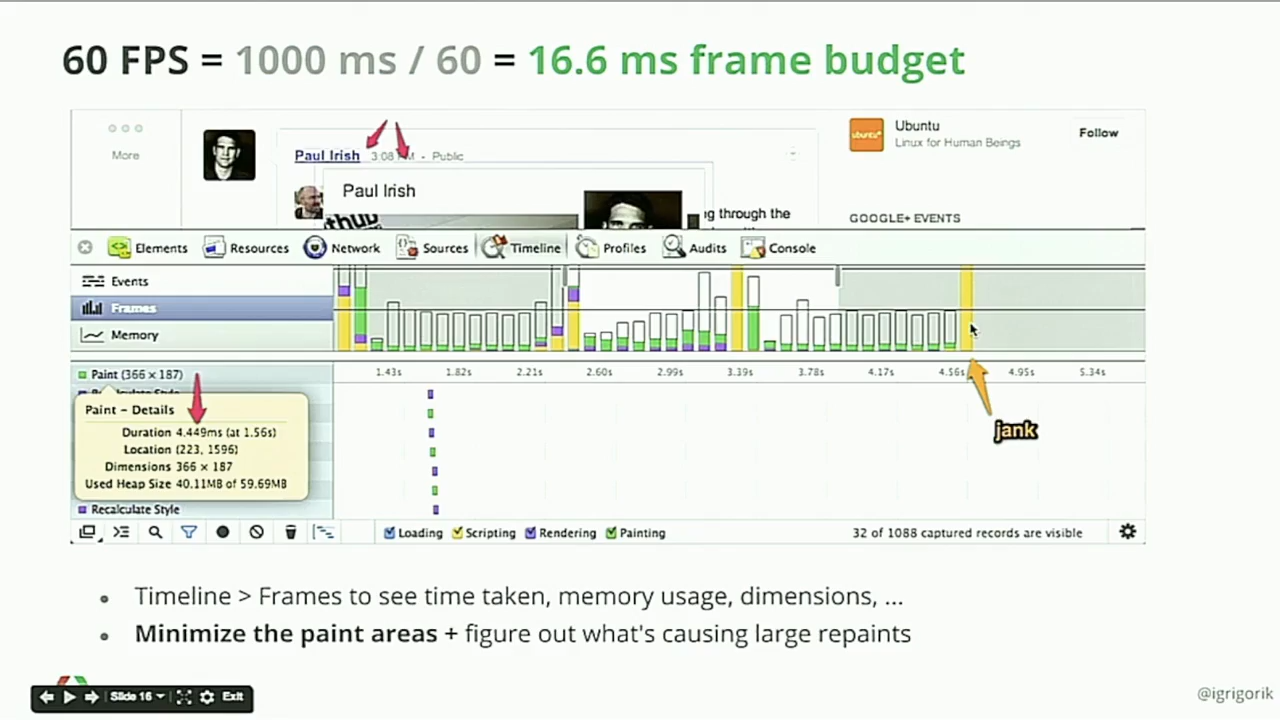 60 FPS = 1000 ms / 60 = 16.6 ms frame budget
More
Paul Irish 3:08 • Public
Paul Irish
ng through the
Ubuntu
Linux for Human Beings
Follow
GOOGLE+ EVENTS
ubuntu
Elements Resources Network Sources Timeline Profiles Audits Console
Events
Frames
Memory
Paint (366 × 187)
1.43s 1.82s 2.21s 2.60s 2.99s 3.39s 3.78s 4.17s 4.56s 4.95s 5.34s
Recalculate Style
Paint – Details
Duration 4.449ms (at 1.56s)
Location (223, 1596)
Dimensions 366 × 187
Used Heap Size 40.11MB of 59.69MB
Recalculate Style
jank
Loading Scripting Rendering Painting
32 of 1088 captured records are visible
• Timeline > Frames to see time taken, memory usage, dimensions, ...
• Minimize the paint areas + figure out what's causing large repaints
Slide 16 Exit
@igrigorik